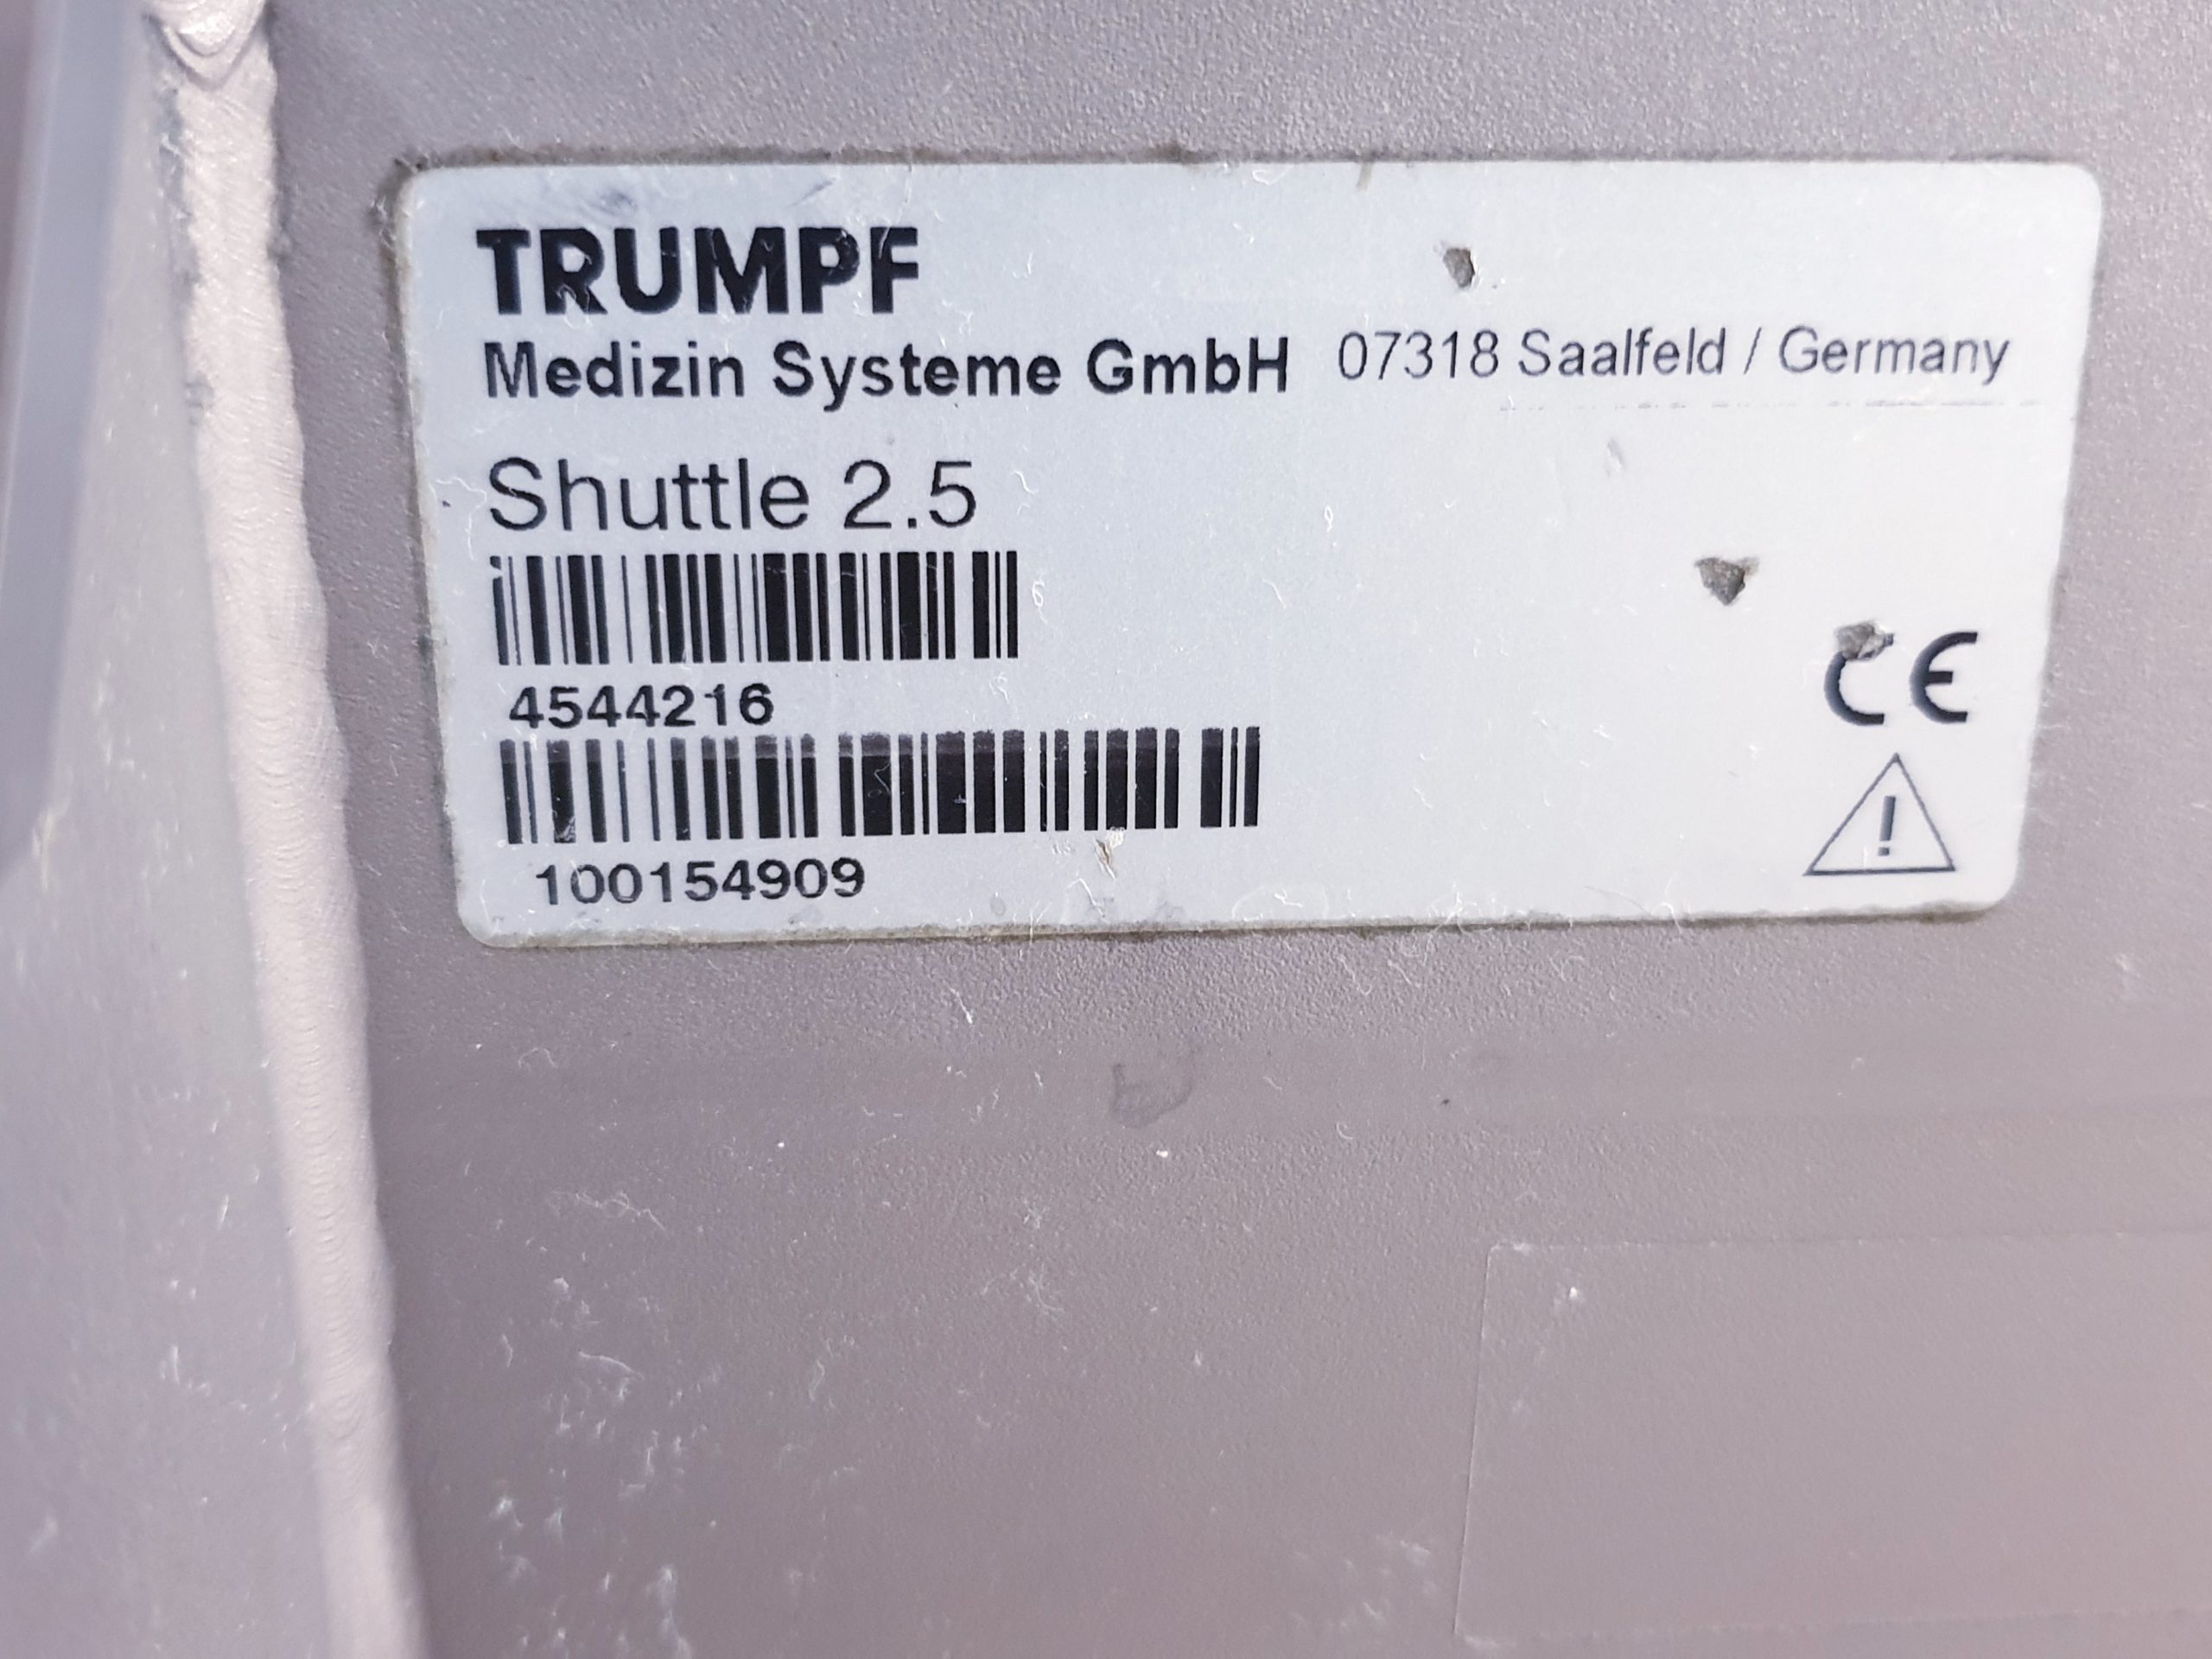 TRUMPF
Medizin Systeme GmbH 07318 Saalfeld / Germany
Shuttle 2.5
4544216
100154909
CE
!